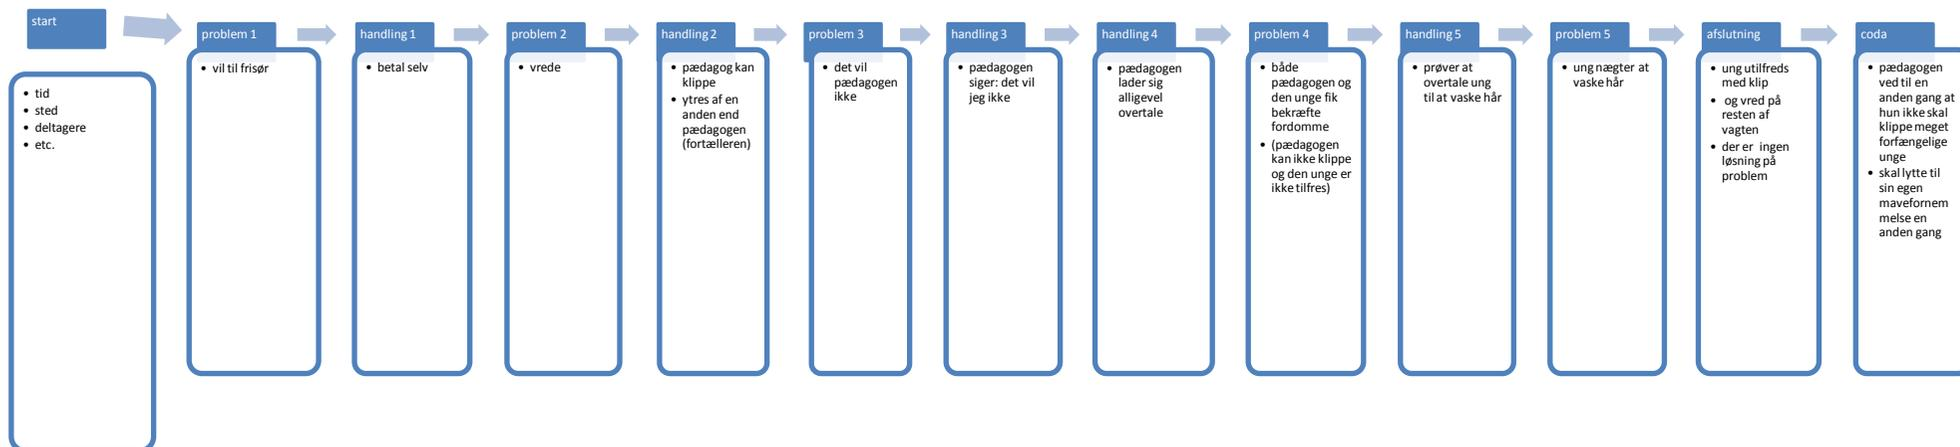 start
• tid
• sted
• deltagere
• etc.
problem 1
• vil til frisør
handling 1
• betal selv
problem 2
• vrede
handling 2
• pædagog kan
klippe
• ytres af en
anden end
pædagogen
(fortælleren)
problem 3
• det vil
pædagogen
ikke
handling 3
• pædagogen
siger: det vil
jeg ikke
handling 4
• pædagogen
lader sig
alligevel
overtale
problem 4
• både
pædagogen og
den unge fik
bekræfte
fordomme
• (pædagogen
kan ikke klippe
og den unge er
ikke tilfres)
handling 5
• prøver at
overtale ung
til at vaske hår
problem 5
• ung nægter at
vaske hår
afslutning
• ung utilfreds
med klip
• og vred på
resten af
vagten
• der er ingen
løsning på
problem
coda
• pædagogen
ved til en
anden gang at
hun ikke skal
klippe meget
forfængelige
unge
• skal lytte til
sin egen
mavefornem
melse en
anden gang